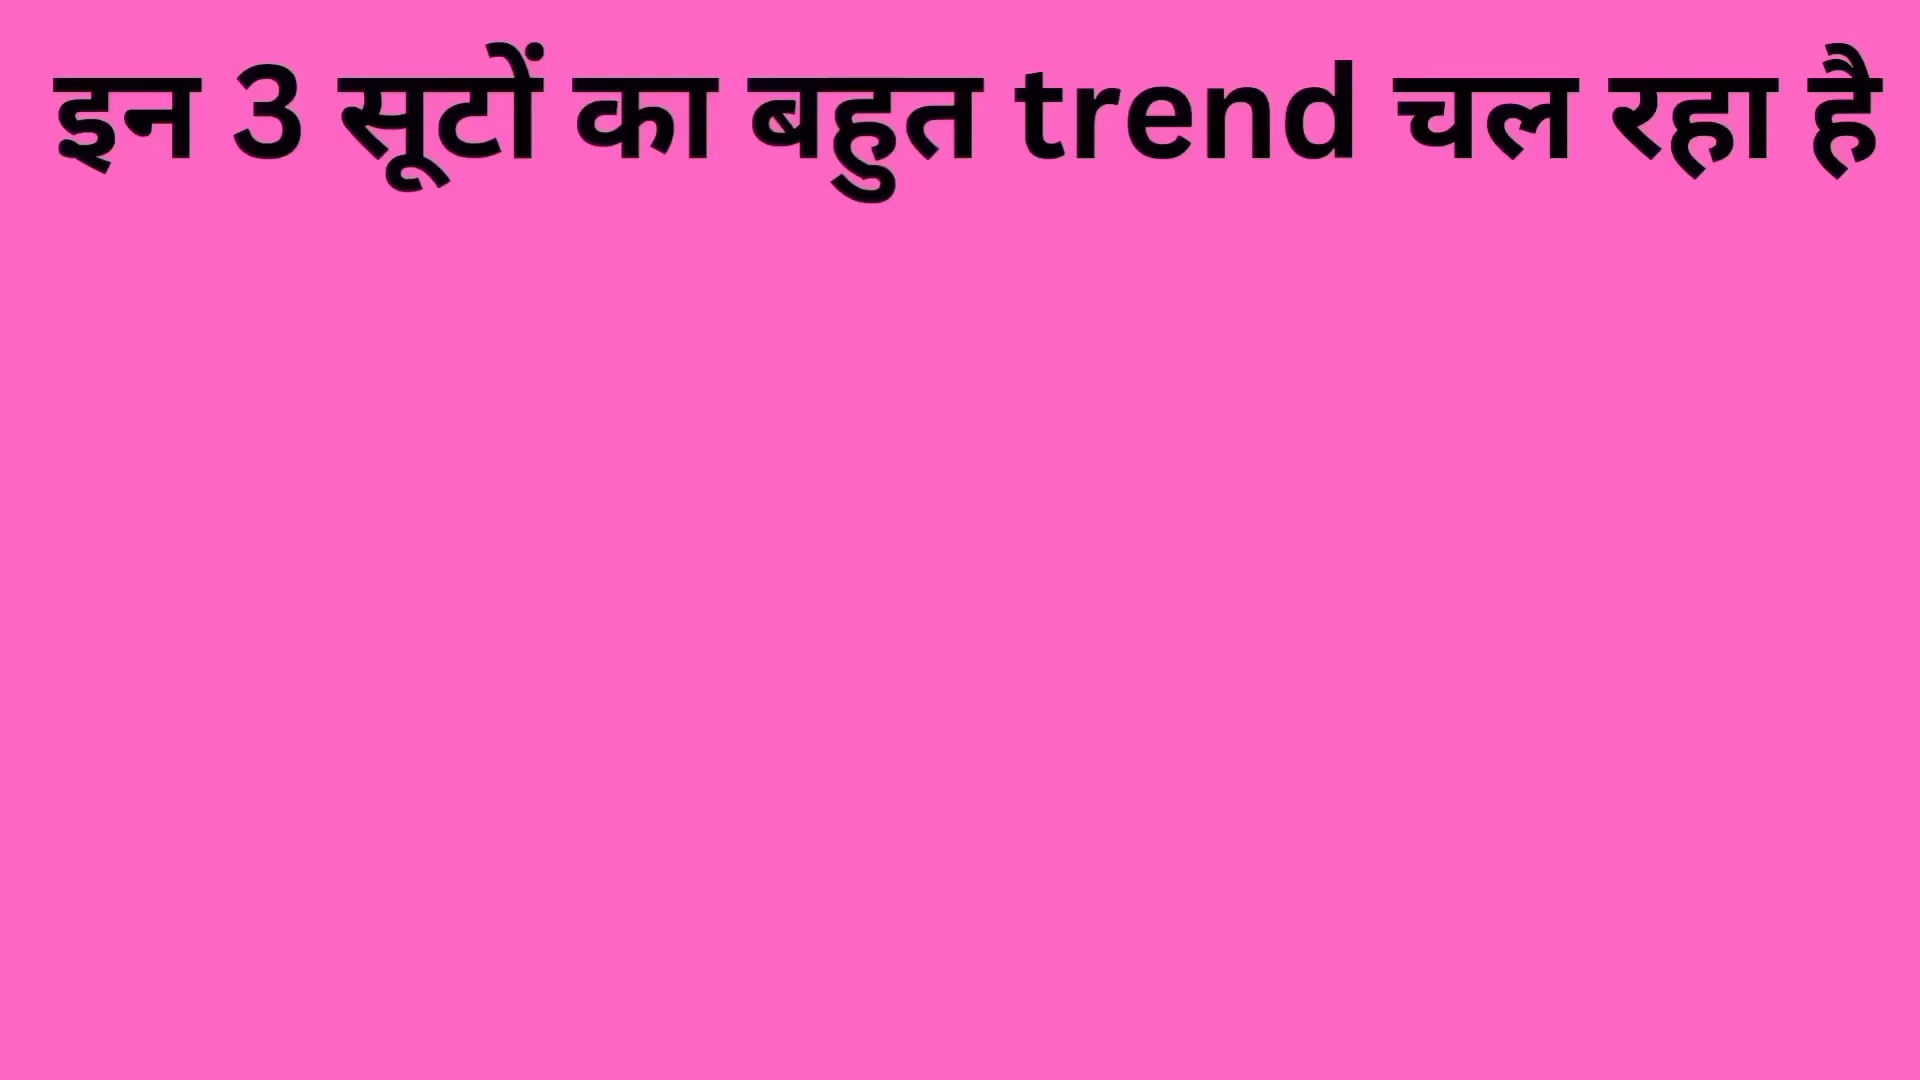 इन 3 सूटों का बहुत trend चल रहा है